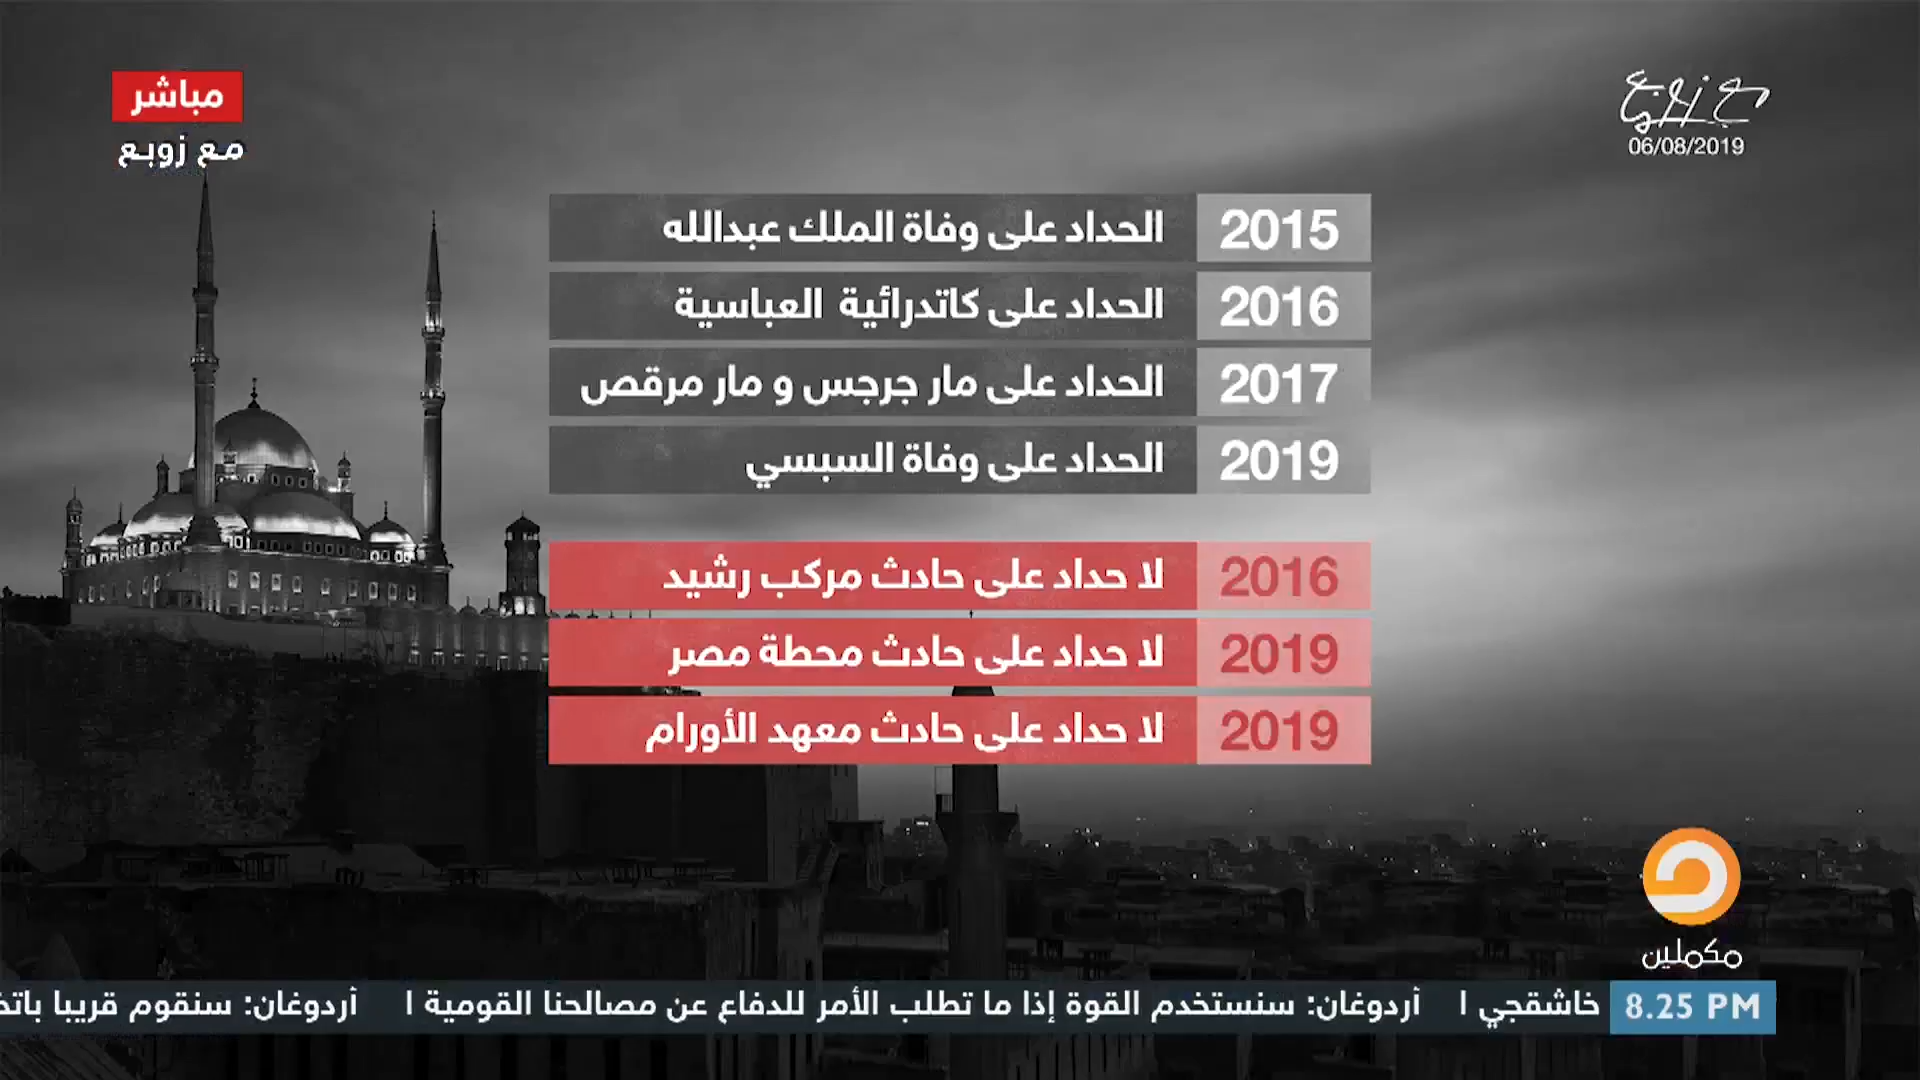 مباشر
مع زوبع
مع زوبع
06/08/2019
2015 الحداد على وفاة الملك عبدالله
2016 الحداد على كاتدرائية العباسية
2017 الحداد على مار جرجس و مار مرقص
2019 الحداد على وفاة السبسي
2016 لا حداد على حادث مركب رشيد
2019 لا حداد على حادث محطة مصر
2019 لا حداد على حادث معهد الأورام
مكملين
8.25 PM
خاشقجي | أردوغان: سنستخدم القوة إذا ما تطلب الأمر للدفاع عن مصالحنا القومية | أردوغان: سنقوم قريبا